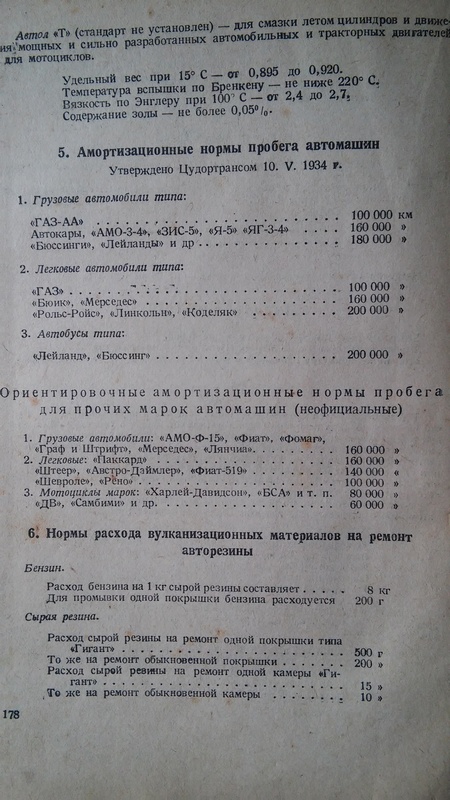 Автол «Т» (стандарт не установлен) — для смазки летом цилиндров и движе-
ия мощных и сильно разработанных автомобильных и тракторных двигателей
для мотоциклов.
Удельный вес при 15° С — от 0,895 до 0,920.
Температура вспышки по Бренкену — не ниже 220° С.
Вязкость по Энглеру при 100° С — от 2,4 до 2,7.
Содержание золы — не более 0,05%.
5. Амортизационные нормы пробега автомашин
Утверждено Цудортрансом 10. V. 1934 г.
1. Грузовые автомобили типа:
«ГАЗ-АА» . . . . . . . . . . . . . . . . . . . . . 100 000 км
Автокары, «АМО-3-4», «ЗИС-5», «Я-5» «ЯГ-3-4» . . . . 160 000 »
«Бюссинги», «Лейланды» и др . . . . . . . . . . . . 180 000 »
2. Легковые автомобили типа:
«ГАЗ» . . . . . . . . . . . . . . . . . . . . . . 100 000 »
«Бюик», «Мерседес» . . . . . . . . . . . . . . . . 160 000 »
«Рольс-Ройс», «Линкольн», «Коделяк» . . . . . . . . 200 000 »
3. Автобусы типа:
«Лейланд», «Бюссинг» . . . . . . . . . . . . . . . 200 000 »
Ориентировочные амортизационные нормы пробега
для прочих марок автомашин (неофициальные)
1. Грузовые автомобили: «АМО-Ф-15», «Фиат», «Фомаг»,
«Граф и Штрифт», «Мерседес», «Лянчия» . . . . . . . 160 000 »
2. Легковые: «Паккард» . . . . . . . . . . . . . . 160 000 »
«Штеер», «Австро-Даймлер», «Фиат-519» . . . . . . . 140 000 »
«Шевроле», «Рено» . . . . . . . . . . . . . . . . 100 000 »
3. Мотоциклы марок: «Харлей-Давидсон», «БСА» и т. п. 80 000 »
«ДВ», «Самбими» и др. . . . . . . . . . . . . . . 60 000 »
6. Нормы расхода вулканизационных материалов на ремонт
авторезины
Бензин.
Расход бензина на 1 кг сырой резины составляет . . . . . 8 кг
Для промывки одной покрышки бензина расходуется 200 г
Сырая резина.
Расход сырой резины на ремонт одной покрышки типа
«Гигант» . . . . . . . . . . . . . . . . . . . . 500 г
То же на ремонт обыкновенной покрышки . . . . . . . 200 »
Расход сырой резины на ремонт одной камеры «Ги-
гант» . . . . . . . . . . . . . . . . . . . . . . 15 »
То же на ремонт обыкновенной камеры . . . . . . . . 10 »
178